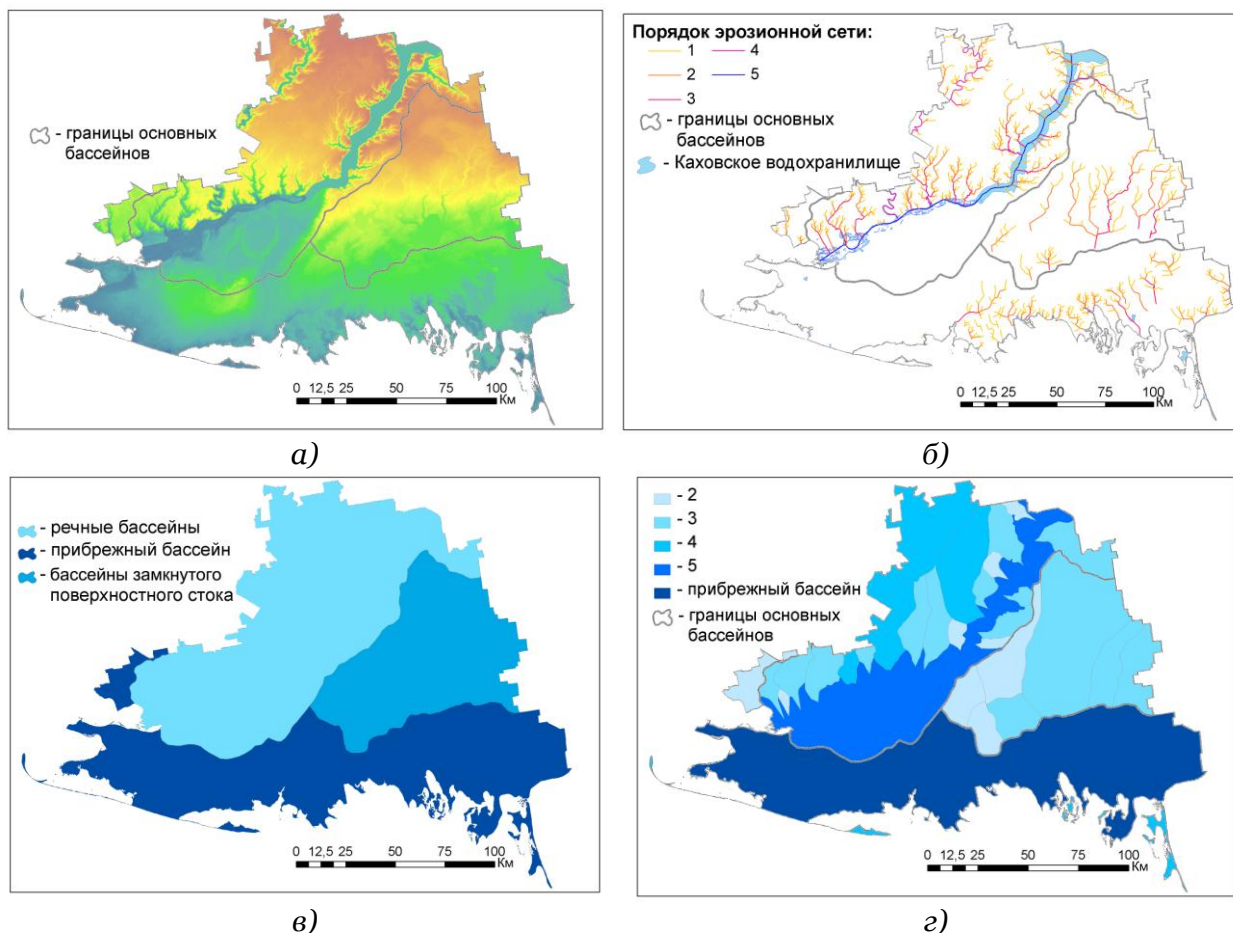 - границы основных
бассейнов
0 12,5 25 50 75 100
Км
а)
Порядок эрозионной сети:
1 4
2 5
3
- границы основных
бассейнов
- Каховское водохранилище
0 12,5 25 50 75 100
Км
б)
- речные бассейны
- прибрежный бассейн
- бассейны замкнутого
поверхностного стока
0 12,5 25 50 75 100
Км
в)
- 2
- 3
- 4
- 5
- прибрежный бассейн
- границы основных
бассейнов
0 12,5 25 50 75 100
Км
г)